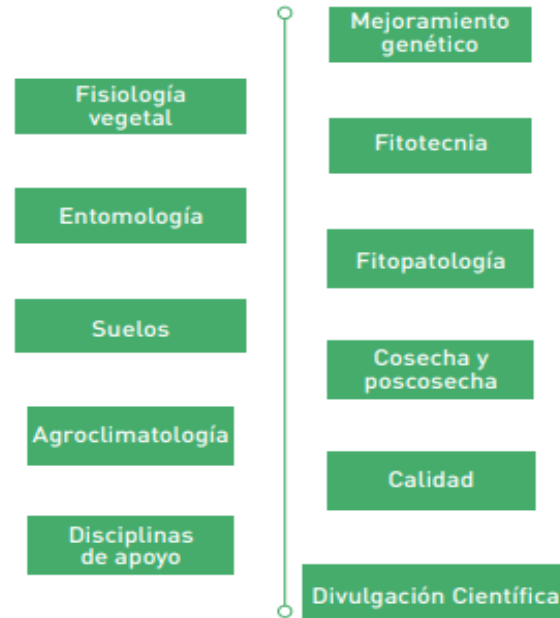 Mejoramiento
genético
Fisiología
vegetal
Fitotecnia
Entomología
Fitopatología
Suelos
Cosecha y
poscosecha
Agroclimatología
Calidad
Disciplinas
de apoyo
Divulgación Científica